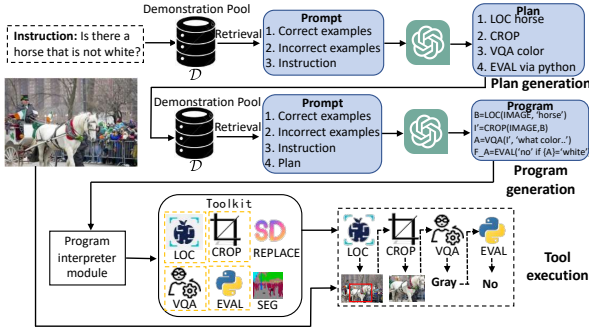 Demonstration Pool
Instruction: Is there a
horse that is not white?
Retrieval
D
Prompt
1. Correct examples
2. Incorrect examples
3. Instruction
Plan
1. LOC horse
2. CROP
3. VQA color
4. EVAL via python
Plan generation
Demonstration Pool
Retrieval
D
Prompt
1. Correct examples
2. Incorrect examples
3. Instruction
4. Plan
Program
B=LOC(IMAGE, 'horse')
I'=CROP(IMAGE,B)
A=VQA(I', 'what color..')
F_A=EVAL('no' if {A}='white'
Program
generation
Program
interpreter
module
Toolkit
LOC
CROP
SD
REPLACE
VQA
EVAL
SEG
LOC
CROP
VQA
EVAL
Gray
No
Tool
execution